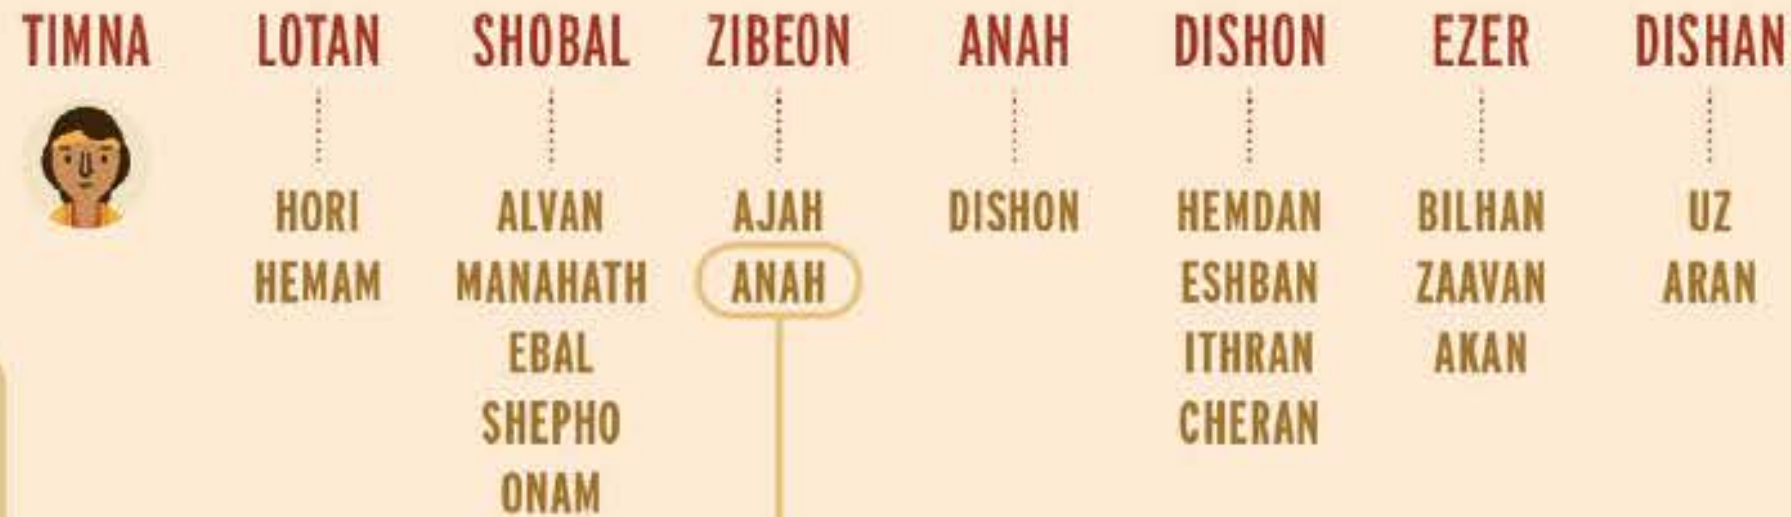 TIMNA LOTAN SHOBAL ZIBEON ANAH DISHON EZER DISHAN
HORI ALVAN AJAH DISHON HEMDAN BILHAN UZ
HEMAM MANAHATH ANAH ESHBAN ZAAVAN ARAN
EBAL ITHRAN AKAN
SHEPHO CHERAN
ONAM